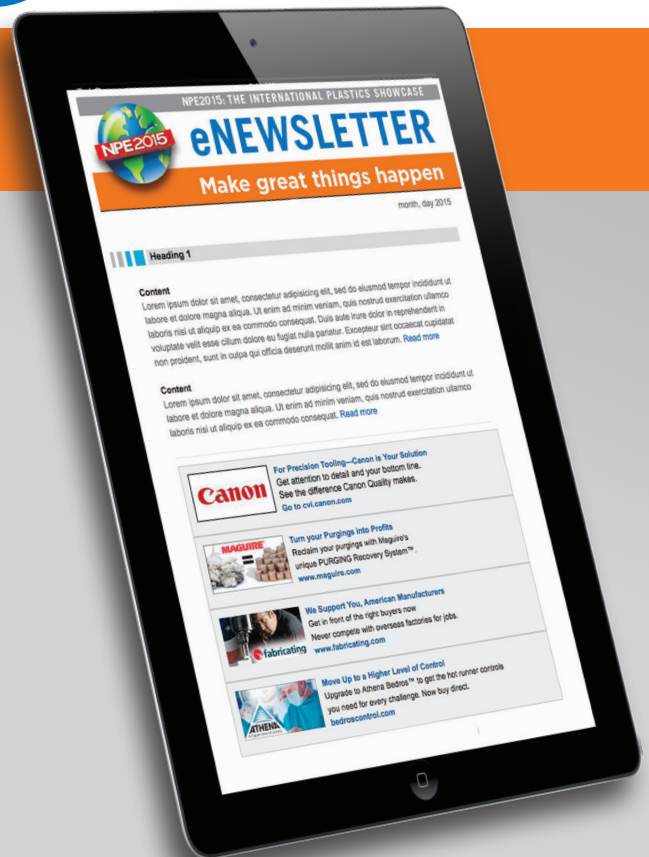 NPE2015: THE INTERNATIONAL PLASTICS SHOWCASE
NPE2015
eNEWSLETTER
Make great things happen
month, day 2015
Heading 1
Content
Lorem ipsum dolor sit amet, consectetur adipisicing elit, sed do eiusmod tempor incididunt ut
labore et dolore magna aliqua. Ut enim ad minim veniam, quis nostrud exercitation ullamco
laboris nisi ut aliquip ex ea commodo consequat. Duis aute irure dolor in reprehenderit in
voluptate velit esse cillum dolore eu fugiat nulla pariatur. Excepteur sint occaecat cupidatat
non proident, sunt in culpa qui officia deserunt mollit anim id est laborum. Read more
Content
Lorem ipsum dolor sit amet, consectetur adipisicing elit, sed do eiusmod tempor incididunt ut
labore et dolore magna aliqua. Ut enim ad minim veniam, quis nostrud exercitation ullamco
laboris nisi ut aliquip ex ea commodo consequat. Read more
Canon
For Precision Tooling—Canon is Your Solution
Get attention to detail and your bottom line.
See the difference Canon Quality makes.
Go to cvi.canon.com
MAGUIRE
Turn your Purgings into Profits
Reclaim your purgings with Maguire's
unique PURGING Recovery System™.
www.maguire.com
fabricating
We Support You, American Manufacturers
Get in front of the right buyers now
Never compete with overseas factories for jobs.
www.fabricating.com
ATHENA
Move Up to a Higher Level of Control
Upgrade to Athena Bedros™ to get the hot runner controls
you need for every challenge. Now buy direct.
bedroscontrol.com